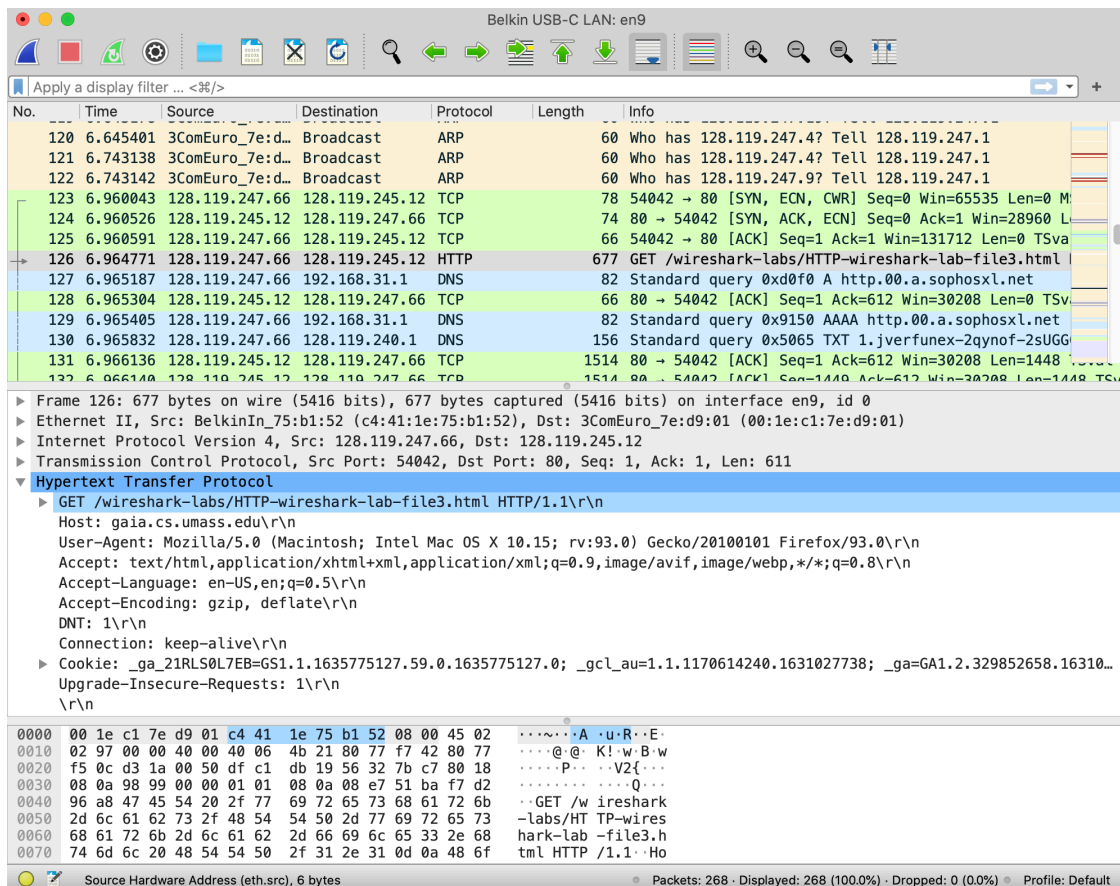 Belkin USB-C LAN: en9
Apply a display filter ... <⌘/>
+
No. Time Source Destination Protocol Length Info
120 6.645401 3ComEuro_7e:d… Broadcast ARP 60 Who has 128.119.247.4? Tell 128.119.247.1
121 6.743138 3ComEuro_7e:d… Broadcast ARP 60 Who has 128.119.247.4? Tell 128.119.247.1
122 6.743142 3ComEuro_7e:d… Broadcast ARP 60 Who has 128.119.247.9? Tell 128.119.247.1
123 6.960043 128.119.247.66 128.119.245.12 TCP 78 54042 → 80 [SYN, ECN, CWR] Seq=0 Win=65535 Len=0
124 6.960526 128.119.245.12 128.119.247.66 TCP 74 80 → 54042 [SYN, ACK, ECN] Seq=0 Ack=1 Win=28960
125 6.960591 128.119.247.66 128.119.245.12 TCP 66 54042 → 80 [ACK] Seq=1 Ack=1 Win=131712 Len=0 TSva
126 6.964771 128.119.247.66 128.119.245.12 HTTP 677 GET /wireshark-labs/HTTP-wireshark-lab-file3.html
127 6.965187 128.119.247.66 192.168.31.1 DNS 82 Standard query 0xd0f0 A http.00.a.sophosxl.net
128 6.965304 128.119.245.12 128.119.247.66 TCP 66 80 → 54042 [ACK] Seq=1 Ack=612 Win=30208 Len=0
129 6.965405 128.119.247.66 192.168.31.1 DNS 82 Standard query 0x9150 AAAA http.00.a.sophosxl.net
130 6.965832 128.119.247.66 128.119.240.1 DNS 156 Standard query 0x5065 TXT 1.jverfunex-2qynof-2sUGG
131 6.966136 128.119.245.12 128.119.247.66 TCP 1514 80 → 54042 [ACK] Seq=1 Ack=612 Win=30208 Len=1448
132 6.966140 128.119.245.12 128.119.247.66 TCP 1514 80 → 54042 [ACK] Seq=1449 Ack=612 Win=30208 Len=1448
Frame 126: 677 bytes on wire (5416 bits), 677 bytes captured (5416 bits) on interface en9, id 0
Ethernet II, Src: BelkinIn_75:b1:52 (c4:41:1e:75:b1:52), Dst: 3ComEuro_7e:d9:01 (00:1e:c1:7e:d9:01)
Internet Protocol Version 4, Src: 128.119.247.66, Dst: 128.119.245.12
Transmission Control Protocol, Src Port: 54042, Dst Port: 80, Seq: 1, Ack: 1, Len: 611
Hypertext Transfer Protocol
GET /wireshark-labs/HTTP-wireshark-lab-file3.html HTTP/1.1\r\n
Host: gaia.cs.umass.edu\r\n
User-Agent: Mozilla/5.0 (Macintosh; Intel Mac OS X 10.15; rv:93.0) Gecko/20100101 Firefox/93.0\r\n
Accept: text/html,application/xhtml+xml,application/xml;q=0.9,image/avif,image/webp,*/*;q=0.8\r\n
Accept-Language: en-US,en;q=0.5\r\n
Accept-Encoding: gzip, deflate\r\n
DNT: 1\r\n
Connection: keep-alive\r\n
Cookie: _ga_21RLS0L7EB=GS1.1.1635775127.59.0.1635775127.0; _gcl_au=1.1.1170614240.1631027738; _ga=GA1.2.329852658.16310…
Upgrade-Insecure-Requests: 1\r\n
\r\n
0000 00 1e c1 7e d9 01 c4 41 1e 75 b1 52 08 00 45 02 ···~···A ·u·R··E·
0010 02 97 00 00 40 00 40 06 4b 21 80 77 f7 42 80 77 ····@·@· K!·w·B·w
0020 f5 0c d3 1a 00 50 df c1 db 19 56 32 7b c7 80 18 ·····P·· ··V2{···
0030 08 0a 98 99 00 00 01 01 08 0a 08 e7 51 ba f7 d2 ········ ····Q···
0040 96 a8 47 45 54 20 2f 77 69 72 65 73 68 61 72 6b ··GET /w ireshark
0050 2d 6c 61 62 73 2f 48 54 54 50 2d 77 69 72 65 73 -labs/HT TP-wires
0060 68 61 72 6b 2d 6c 61 62 2d 66 69 6c 65 33 2e 68 hark-lab -file3.h
0070 74 6d 6c 20 48 54 54 50 2f 31 2e 31 0d 0a 48 6f tml HTTP /1.1··Ho
Source Hardware Address (eth.src), 6 bytes Packets: 268 · Displayed: 268 (100.0%) · Dropped: 0 (0.0%) Profile: Default